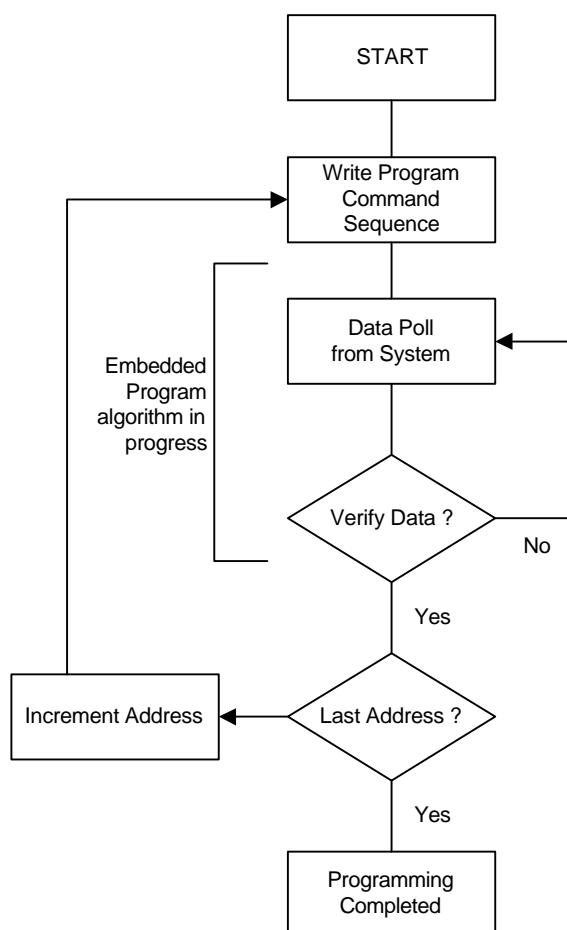 START
Write Program
Command
Sequence
Data Poll
from System
Embedded
Program
algorithm in
progress
Verify Data ?
No
Yes
Increment Address
Last Address ?
Yes
Programming
Completed